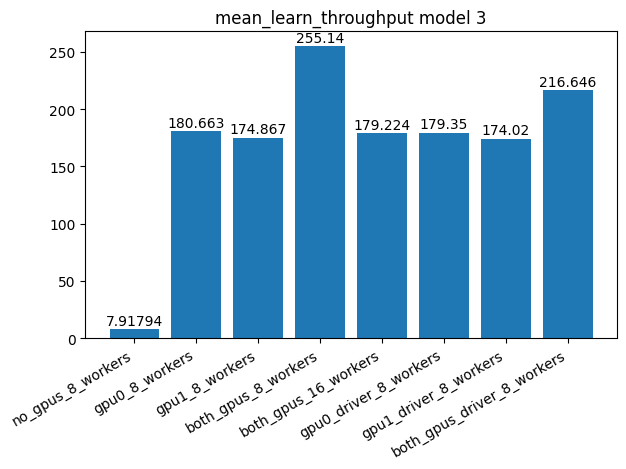 mean_learn_throughput model 3
250
200
150
100
50
0
7.91794
180.663
174.867
255.14
179.224
179.35
174.02
216.646
no_gpus_8_workers
gpu0_8_workers
gpu1_8_workers
both_gpus_8_workers
both_gpus_16_workers
gpu0_driver_8_workers
gpu1_driver_8_workers
both_gpus_driver_8_workers